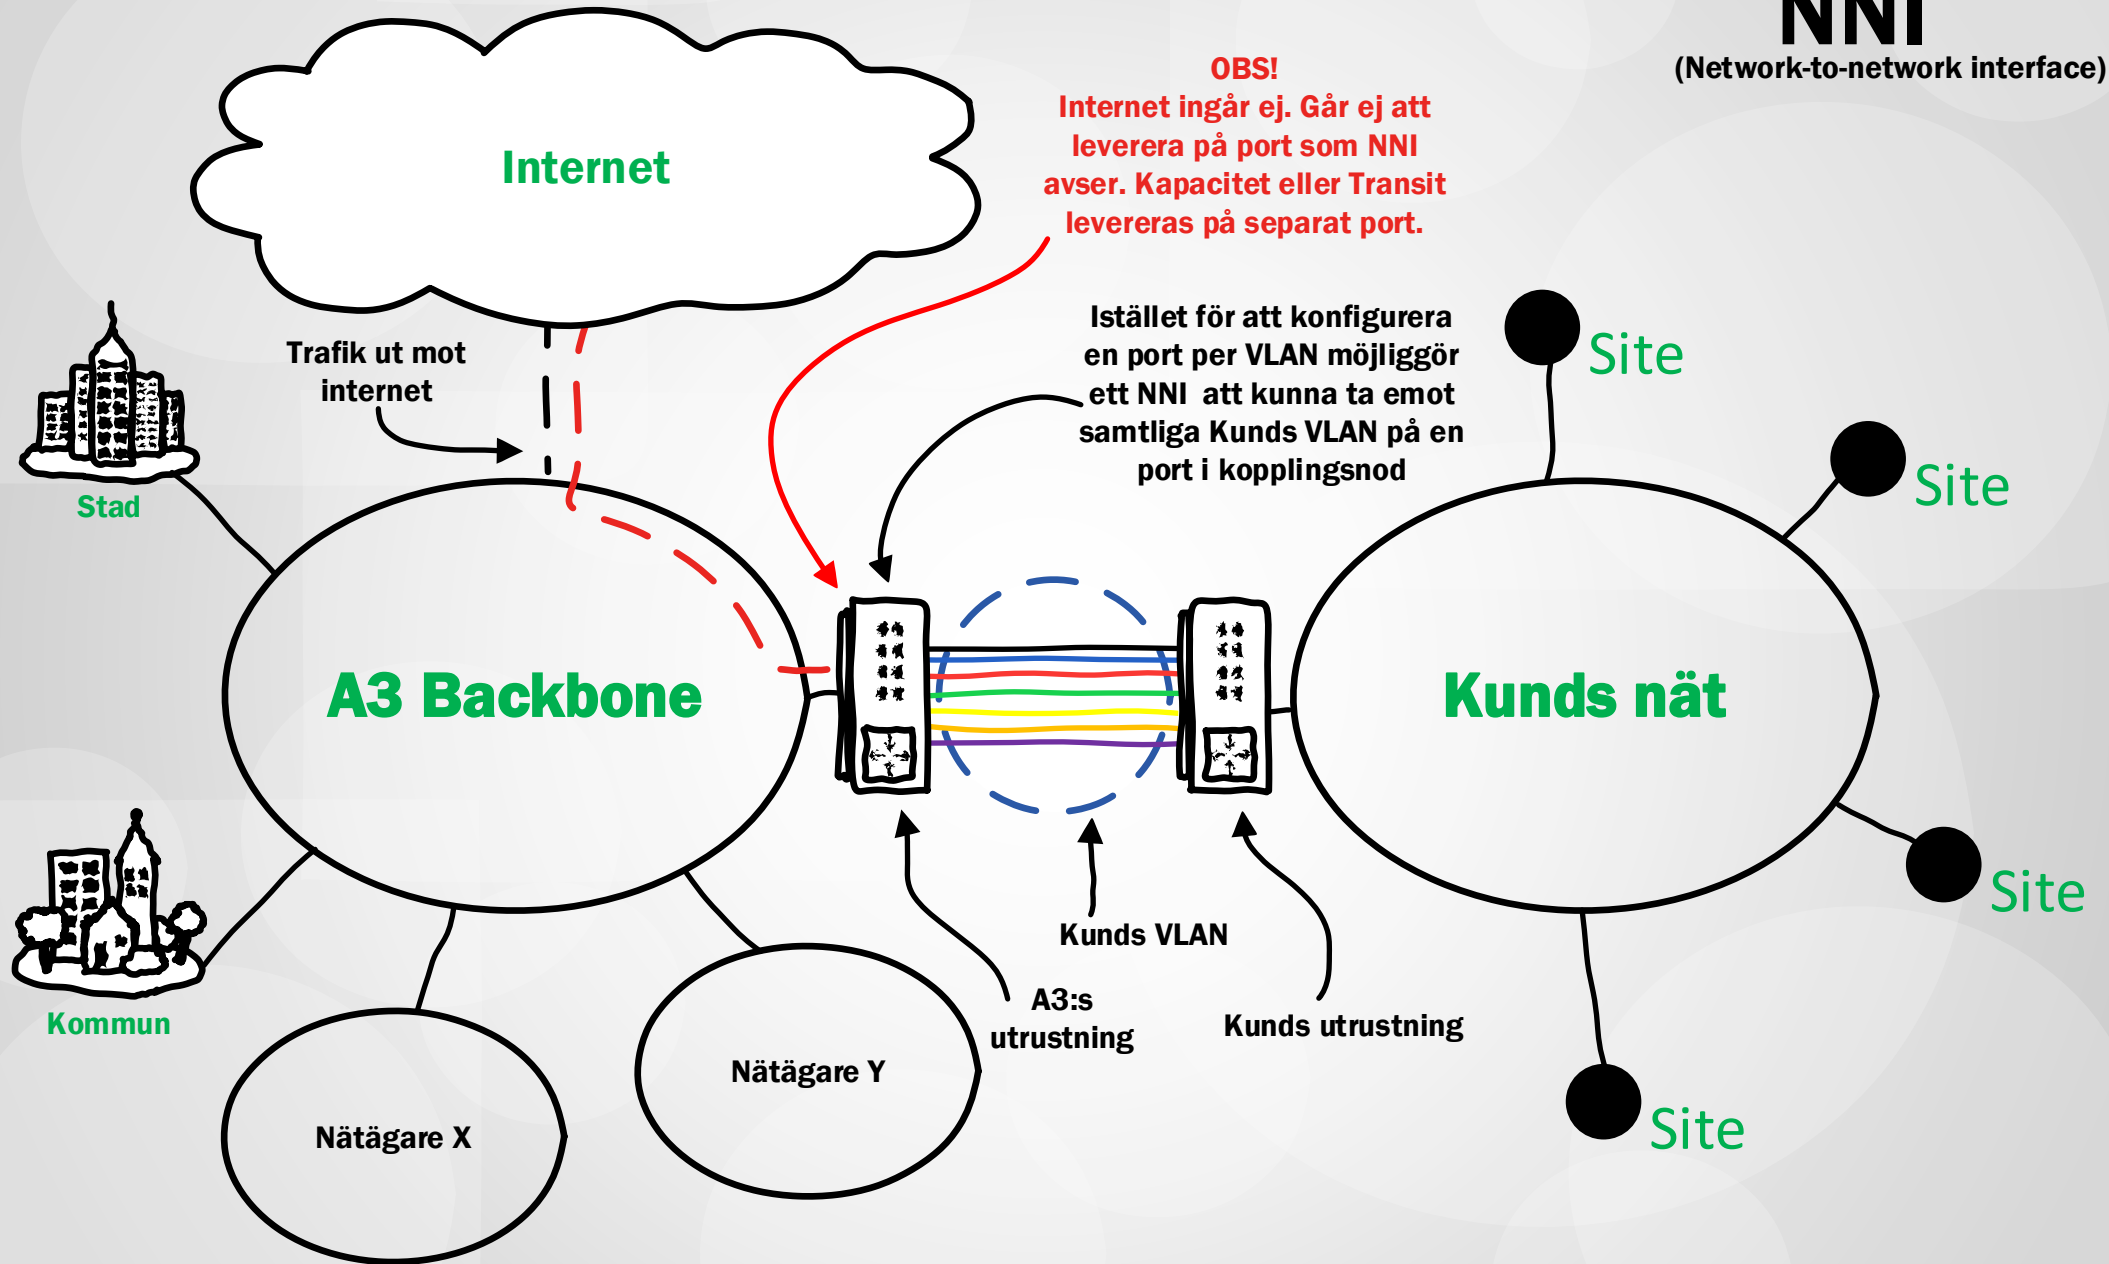 NNI
(Network-to-network interface)
OBS!
Internet ingår ej. Går ej att
leverera på port som NNI
avser. Kapacitet eller Transit
levereras på separat port.
Internet
Istället för att konfigurera
en port per VLAN möjliggör
ett NNI att kunna ta emot
samtliga Kunds VLAN på en
port i kopplingsnod
Trafik ut mot
internet
Site
Site
Stad
A3 Backbone
Kunds nät
Site
Kunds VLAN
A3:s
utrustning
Kunds utrustning
Kommun
Nätägare Y
Nätägare X
Site